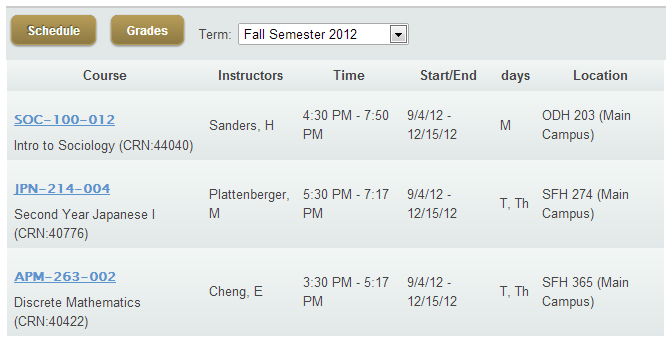 Schedule Grades Term: Fall Semester 2012
Course Instructors Time Start/End days Location
SOC-100-012
Intro to Sociology (CRN:44040)
Sanders, H
4:30 PM - 7:50
PM
9/4/12 -
12/15/12
M
ODH 203 (Main
Campus)
JPN-214-004
Second Year Japanese I
(CRN:40776)
Plattenberger,
M
5:30 PM - 7:17
PM
9/4/12 -
12/15/12
T, Th
SFH 274 (Main
Campus)
APM-263-002
Discrete Mathematics
(CRN:40422)
Cheng, E
3:30 PM - 5:17
PM
9/4/12 -
12/15/12
T, Th
SFH 365 (Main
Campus)